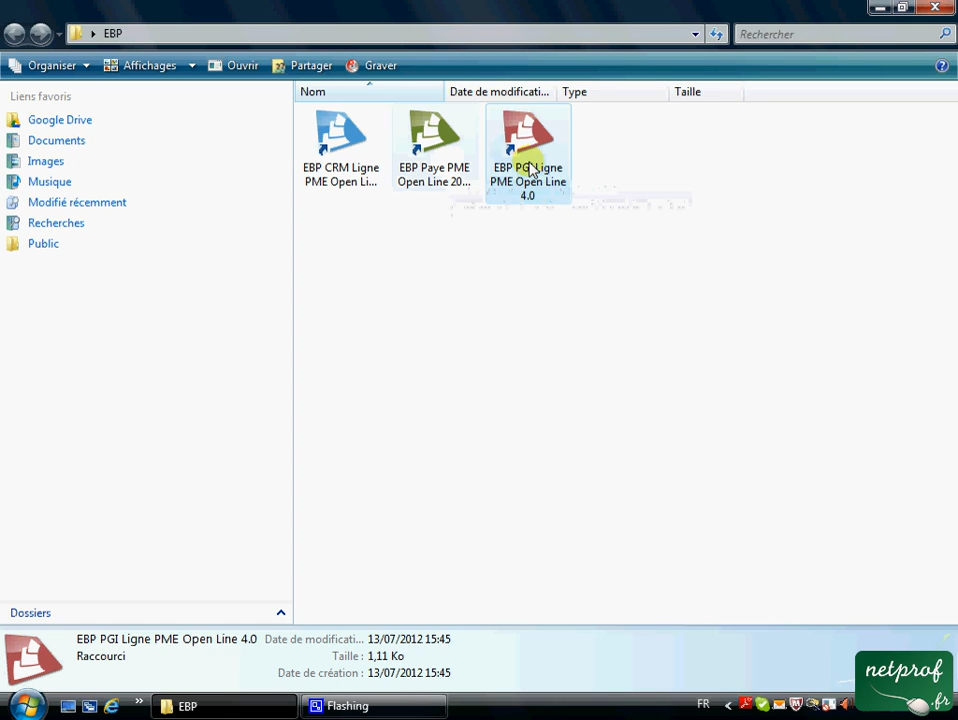 EBP
Rechercher
Organiser
Affichages
Ouvrir
Partager
Graver
Liens favoris
Google Drive
Documents
Images
Musique
Modifié récemment
Recherches
Public
Dossiers
Nom
Date de modificati...
Type
Taille
EBP CRM Ligne
PME Open Li...
EBP Paye PME
Open Line 20...
EBP PGI Ligne
PME Open Line
4.0
EBP PGI Ligne PME Open Line 4.0
Date de modificati... 13/07/2012 15:45
Raccourci
Taille : 1,11 Ko
Date de création : 13/07/2012 15:45
netprof
.fr
EBP
Flashing
FR